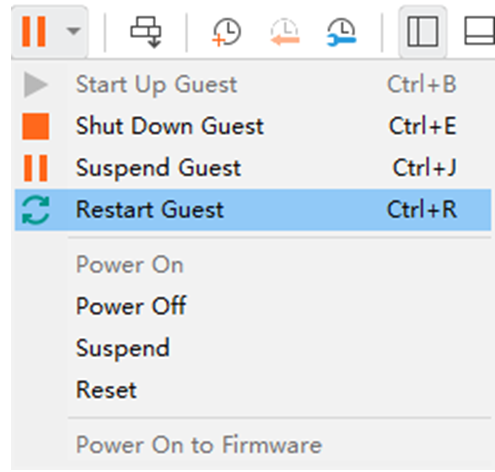 Start Up Guest Ctrl+B
Shut Down Guest Ctrl+E
Suspend Guest Ctrl+J
Restart Guest Ctrl+R
Power On
Power Off
Suspend
Reset
Power On to Firmware